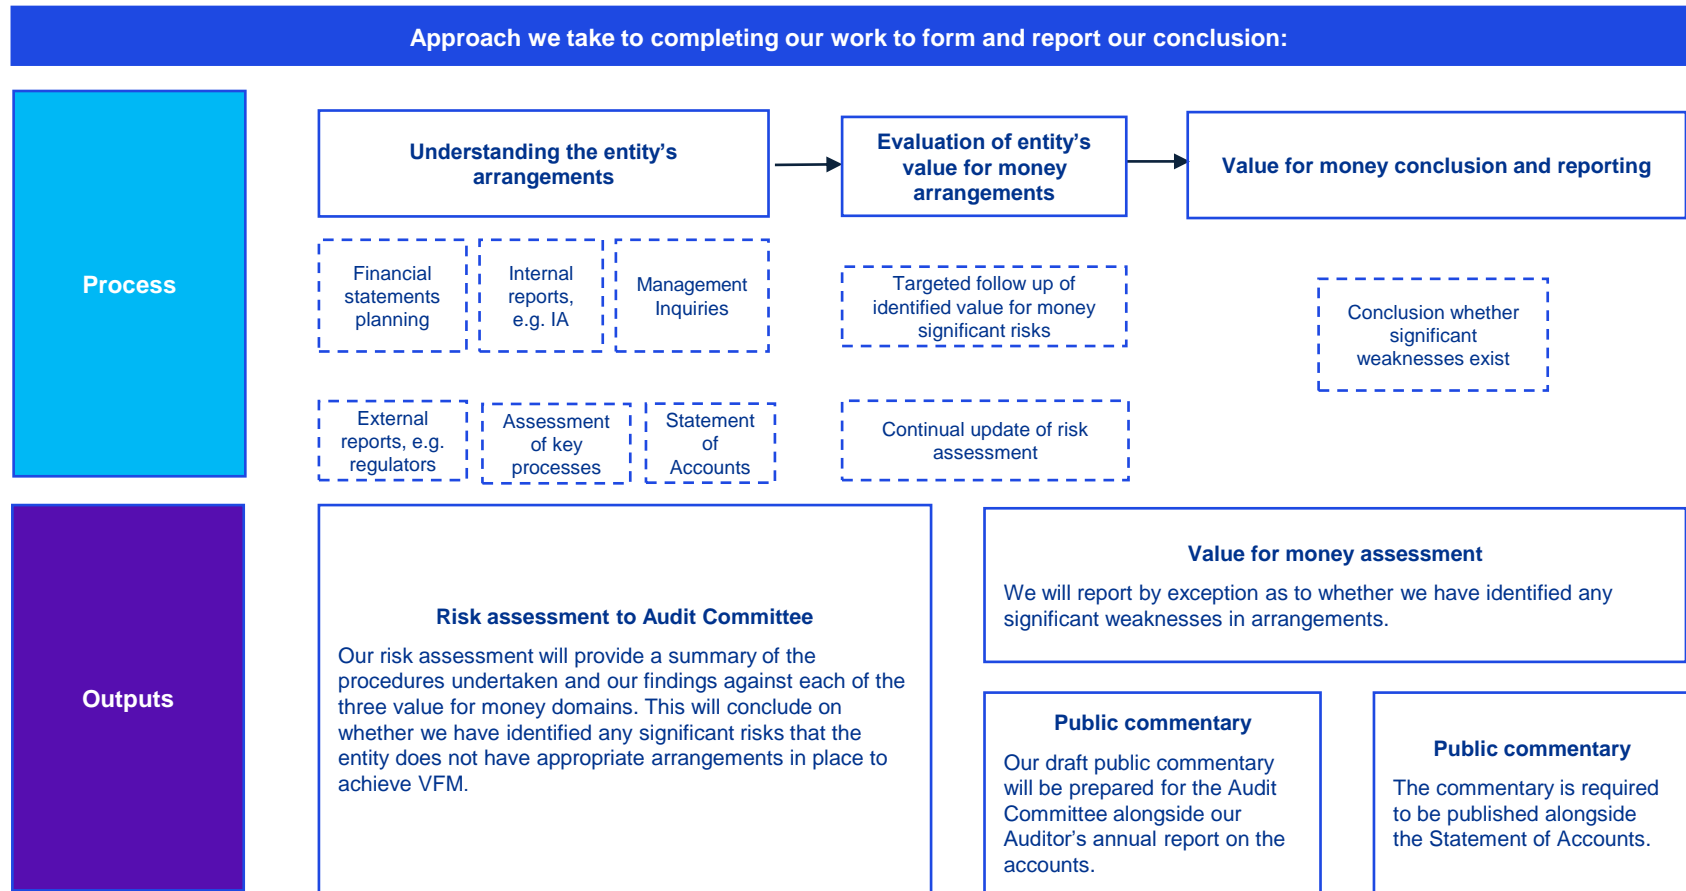 Approach we take to completing our work to form and report our conclusion:
Process
Understanding the entity's
arrangements
Evaluation of entity's
value for money
arrangements
Value for money conclusion and reporting
Financial
statements
planning
Internal
reports,
e.g. IA
Management
Inquiries
Targeted follow up of
identified value for money
significant risks
Conclusion whether
significant
weaknesses exist
External
reports, e.g.
regulators
Assessment
of key
processes
Statement
of
Accounts
Continual update of risk
assessment
Outputs
Risk assessment to Audit Committee
Our risk assessment will provide a summary of the
procedures undertaken and our findings against each of the
three value for money domains. This will conclude on
whether we have identified any significant risks that the
entity does not have appropriate arrangements in place to
achieve VFM.
Value for money assessment
We will report by exception as to whether we have identified any
significant weaknesses in arrangements.
Public commentary
Our draft public commentary
will be prepared for the Audit
Committee alongside our
Auditor's annual report on the
accounts.
Public commentary
The commentary is required
to be published alongside
the Statement of Accounts.